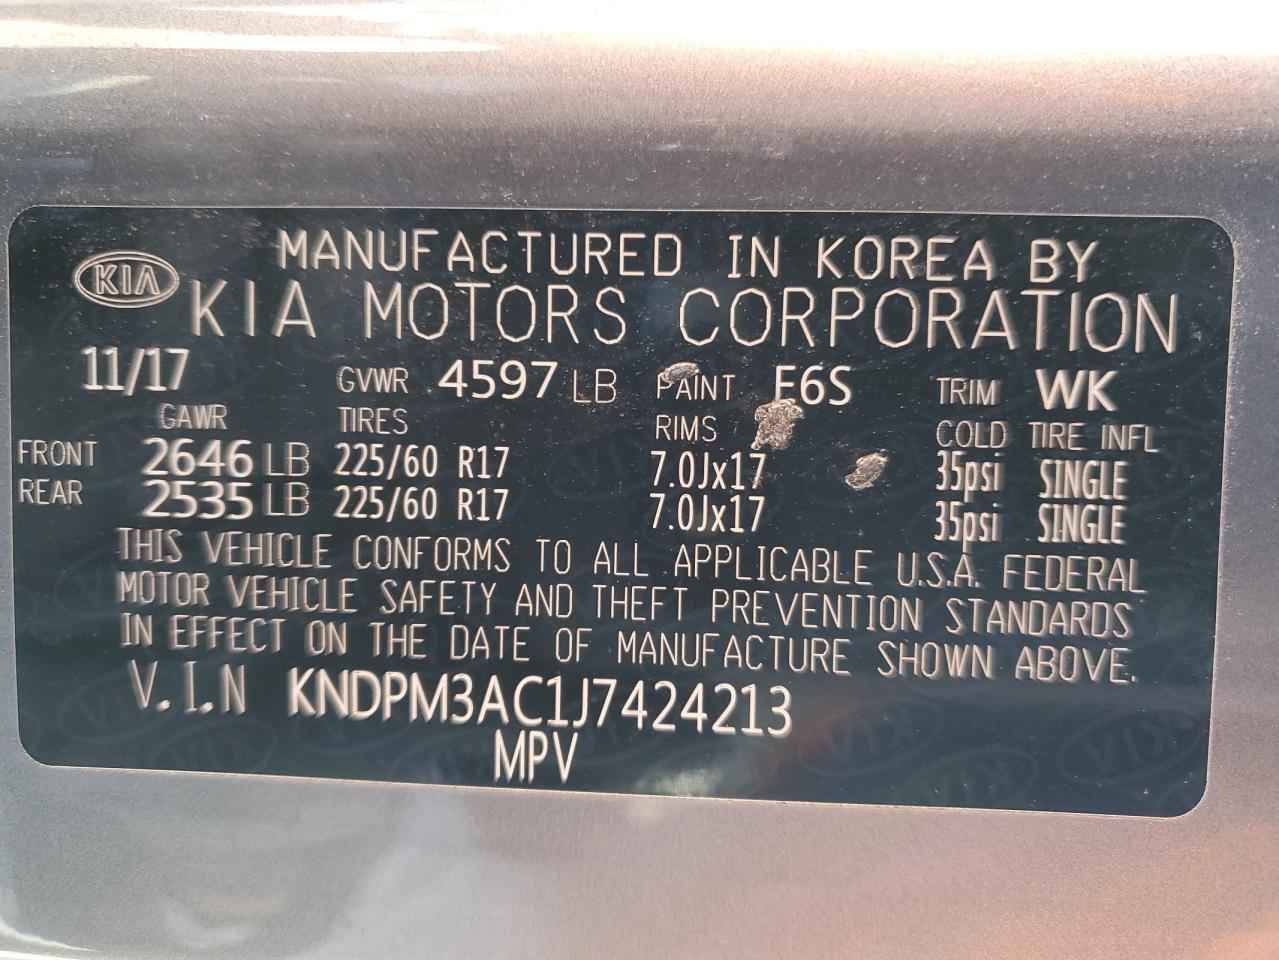 MANUFACTURED IN KOREA BY
KIA
KIA MOTORS CORPORATION
11/17 GVWR 4597 LB PAINT E6S TRIM WK
GAWR TIRES RIMS COLD TIRE INFL
FRONT 2646 LB 225/60 R17 7.0Jx17 35psi SINGLE
REAR 2535 LB 225/60 R17 7.0Jx17 35psi SINGLE
THIS VEHICLE CONFORMS TO ALL APPLICABLE U.S.A. FEDERAL
MOTOR VEHICLE SAFETY AND THEFT PREVENTION STANDARDS
IN EFFECT ON THE DATE OF MANUFACTURE SHOWN ABOVE.
V.I.N KNDPM3AC1J7424213
MPV